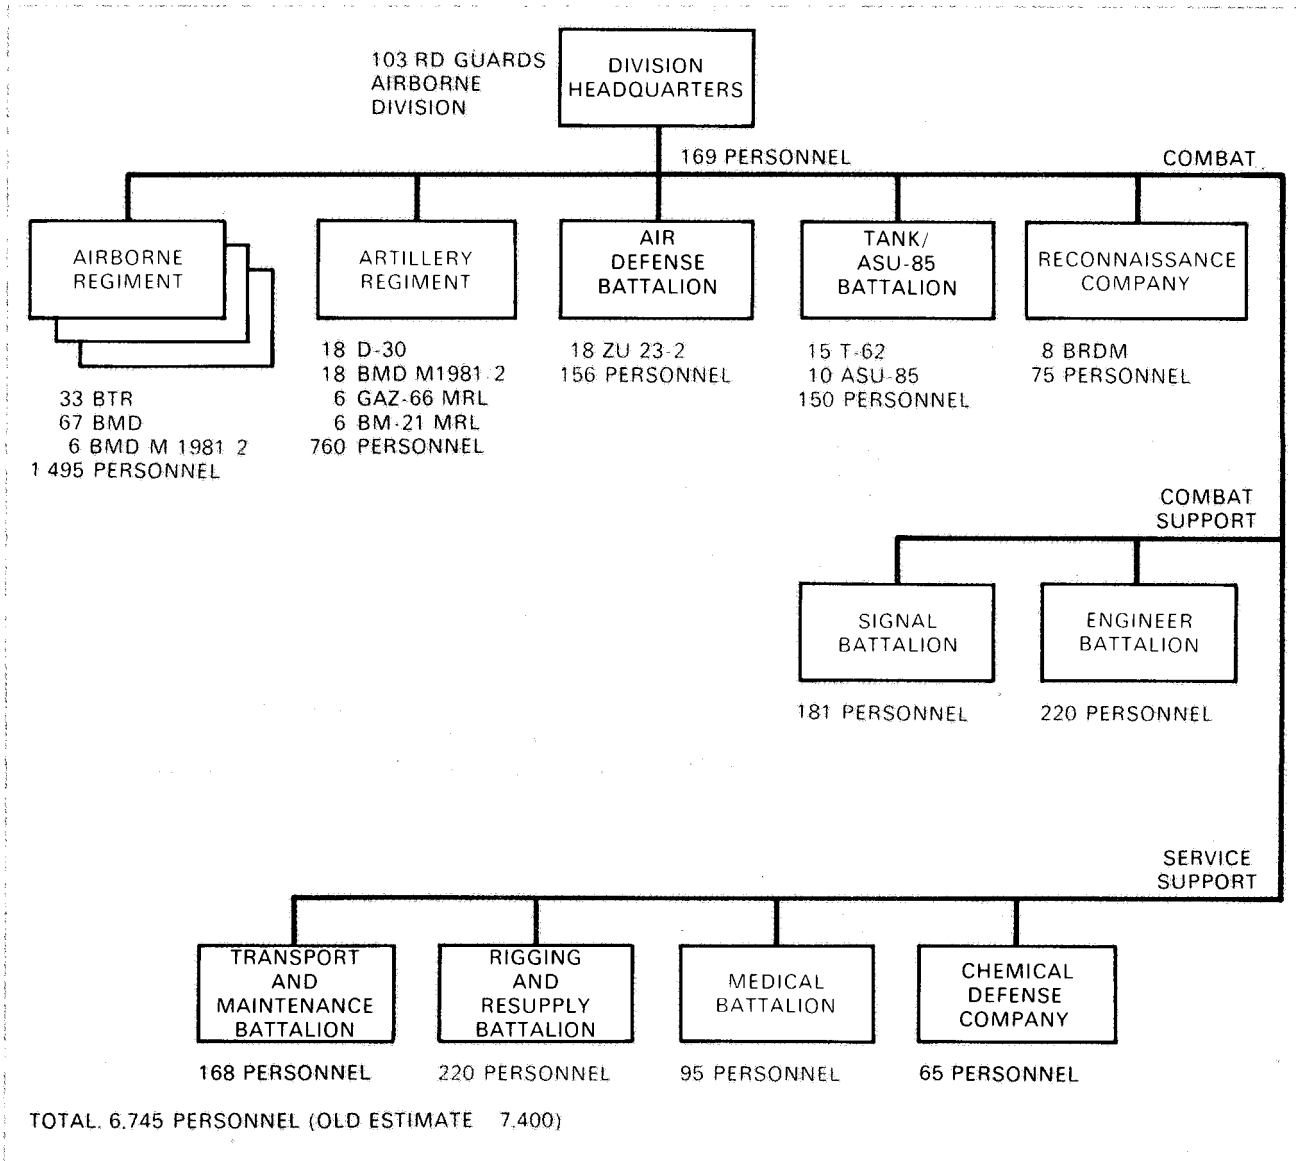 103 RD GUARDS
AIRBORNE
DIVISION
DIVISION
HEADQUARTERS
169 PERSONNEL
COMBAT
AIRBORNE
REGIMENT
33 BTR
67 BMD
6 BMD M 1981 2
1 495 PERSONNEL
ARTILLERY
REGIMENT
18 D-30
18 BMD M1981 2
6 GAZ-66 MRL
6 BM-21 MRL
760 PERSONNEL
AIR
DEFENSE
BATTALION
18 ZU 23-2
156 PERSONNEL
TANK/
ASU-85
BATTALION
15 T-62
10 ASU-85
150 PERSONNEL
RECONNAISSANCE
COMPANY
8 BRDM
75 PERSONNEL
COMBAT
SUPPORT
SIGNAL
BATTALION
181 PERSONNEL
ENGINEER
BATTALION
220 PERSONNEL
SERVICE
SUPPORT
TRANSPORT
AND
MAINTENANCE
BATTALION
168 PERSONNEL
RIGGING
AND
RESUPPLY
BATTALION
220 PERSONNEL
MEDICAL
BATTALION
95 PERSONNEL
CHEMICAL
DEFENSE
COMPANY
65 PERSONNEL
TOTAL. 6.745 PERSONNEL (OLD ESTIMATE 7.400)